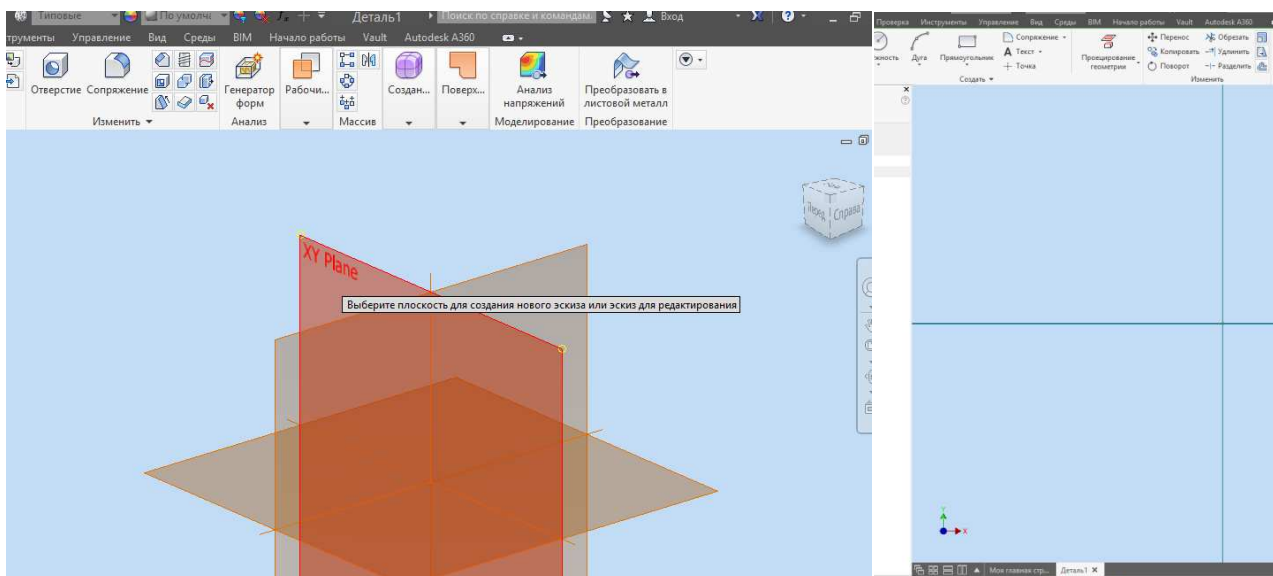 Типовые По умолчі Деталь1 Поиск по справке и командам. Вход
трументы Управление Вид Среды BIM Начало работы Vault Autodesk A360
Отверстие Сопряжение Генератор форм Рабочи... Создан... Поверх... Анализ напряжений Преобразовать в листовой металл
Изменить Анализ Массив Моделирование Преобразование
XY Plane
Выберите плоскость для создания нового эскиза или эскиз для редактирования
Перед Справа
Проверка Инструменты Управление Вид Среды BIM Начало работы Vault Autodesk A360
Сопряжение Перенос Обрезать
жность Дуга Прямоугольник Текст Проецирование геометрии Копировать Удлинить
Точка Поворот Разделить
Создать Изменить
Y
X
Моя главная стр... Деталь1